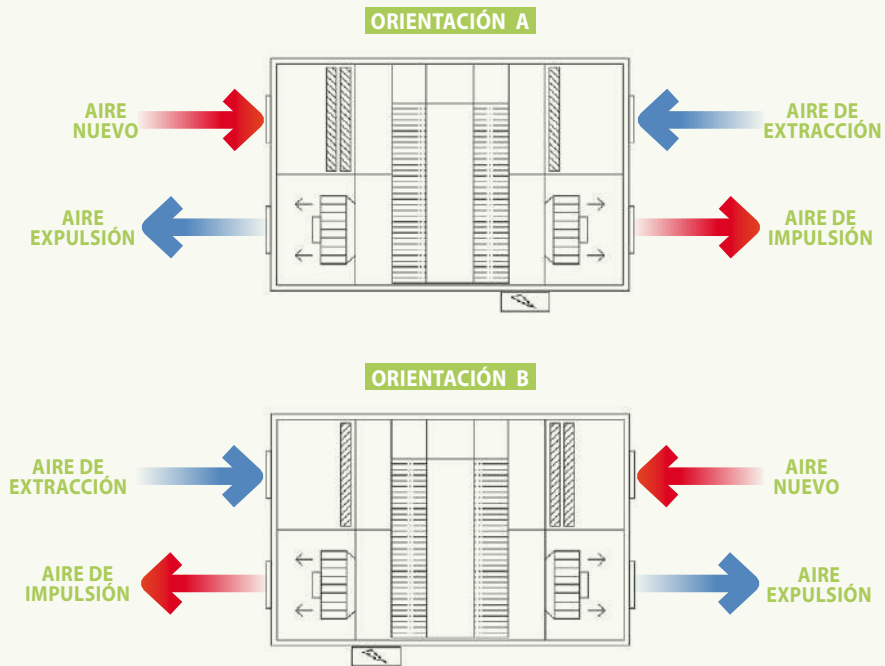 ORIENTACIÓN A
AIRE
NUEVO
AIRE DE
EXTRACCIÓN
AIRE
EXPULSIÓN
AIRE DE
IMPULSIÓN
ORIENTACIÓN B
AIRE DE
EXTRACCIÓN
AIRE
NUEVO
AIRE DE
IMPULSIÓN
AIRE
EXPULSIÓN